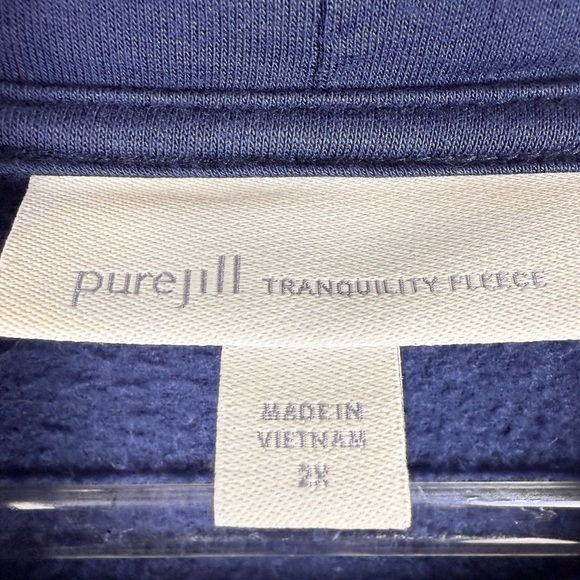 purejill TRANQUILITY FLEECE
MADE IN
VIETNAM
2X